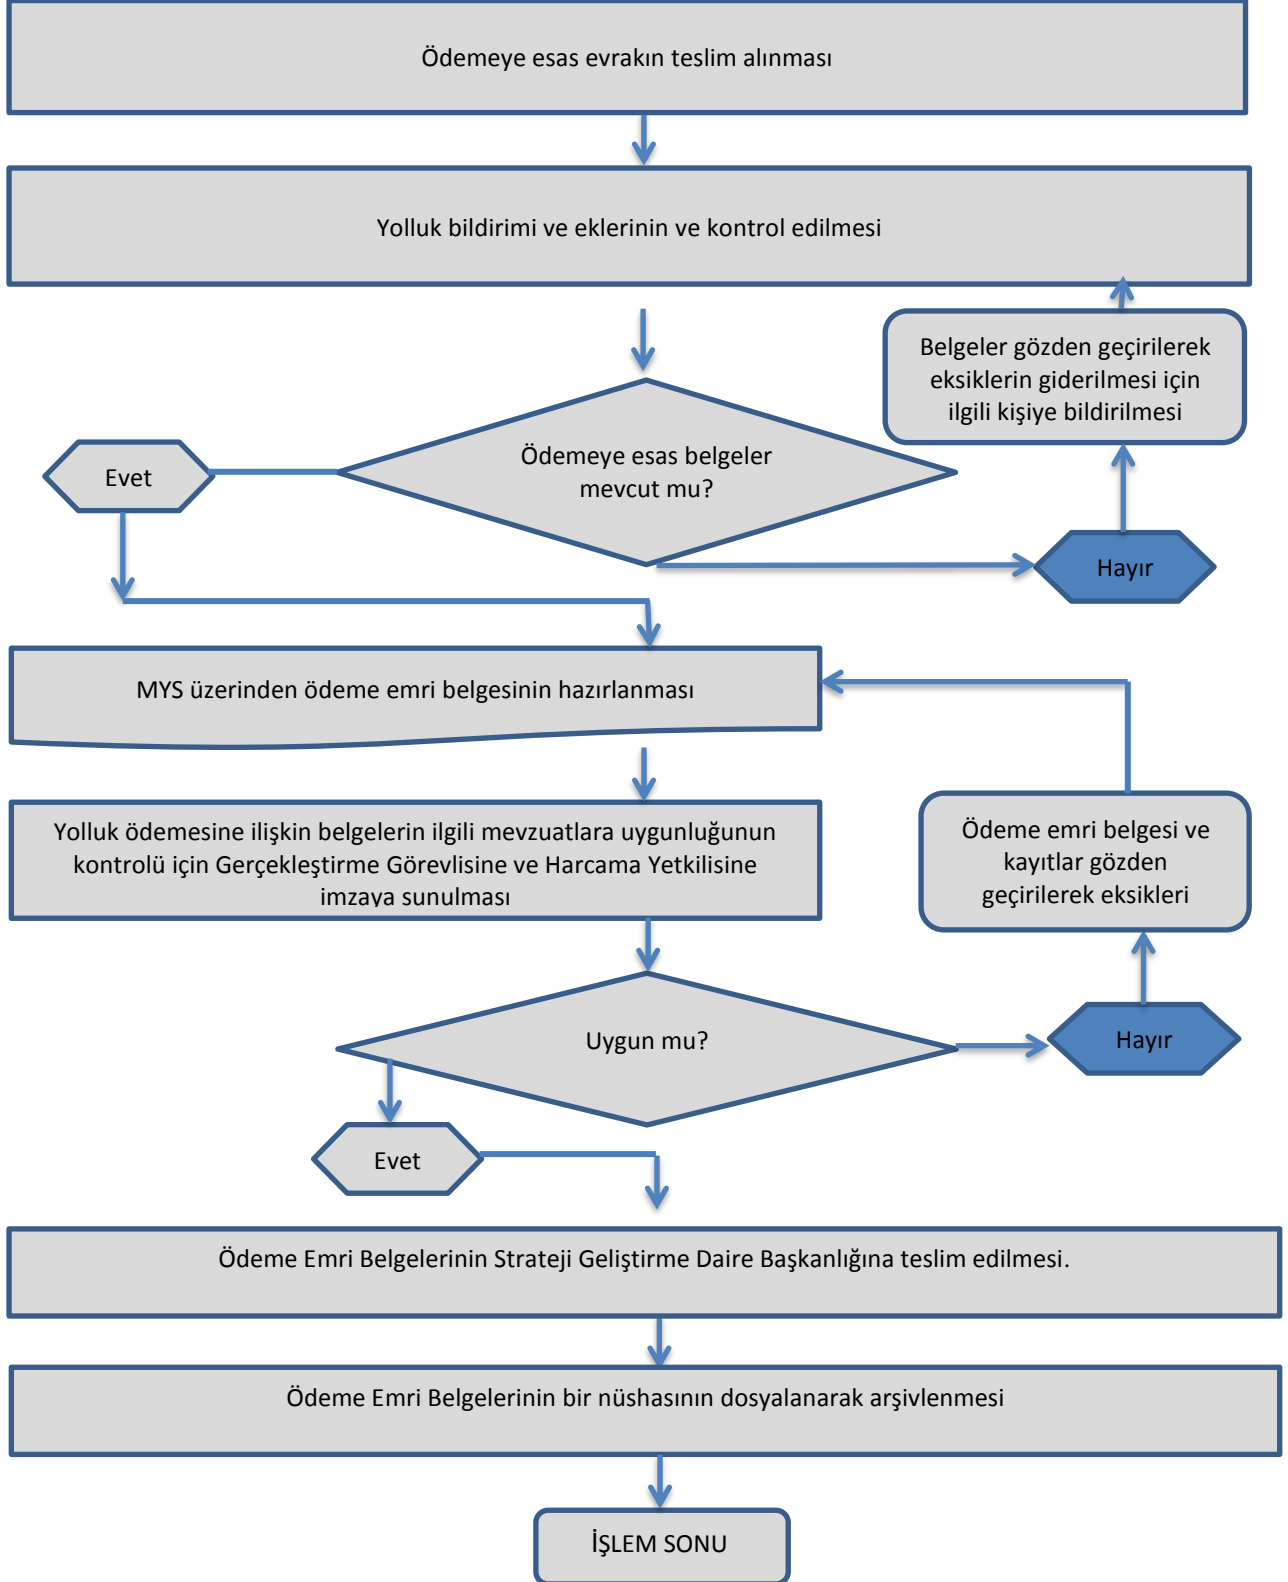 Ödemeye esas evrakın teslim alınması
Yolluk bildirimi ve eklerinin ve kontrol edilmesi
Belgeler gözden geçirilerek
eksiklerin giderilmesi için
ilgili kişiye bildirilmesi
Ödemeye esas belgeler
mevcut mu?
Evet
Hayır
MYS üzerinden ödeme emri belgesinin hazırlanması
Yolluk ödemesine ilişkin belgelerin ilgili mevzuatlara uygunluğunun
kontrolü için Gerçekleştirme Görevlisine ve Harcama Yetkilisine
imzaya sunulması
Ödeme emri belgesi ve
kayıtlar gözden
geçirilerek eksikleri
Uygun mu?
Hayır
Evet
Ödeme Emri Belgelerinin Strateji Geliştirme Daire Başkanlığına teslim edilmesi.
Ödeme Emri Belgelerinin bir nüshasının dosyalanarak arşivlenmesi
İŞLEM SONU